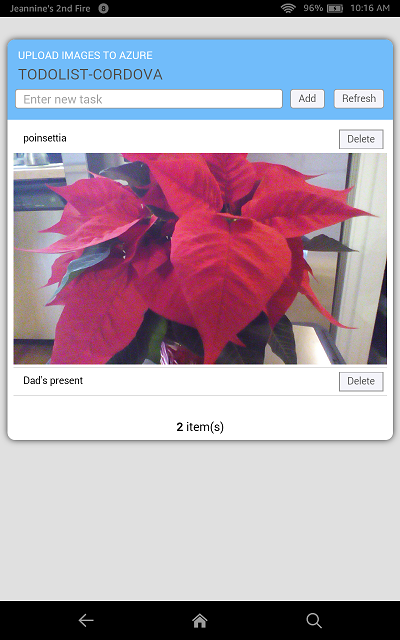 Jeannine's 2nd Fire 8 96% 10:16 AM
UPLOAD IMAGES TO AZURE
TODOLIST-CORDOVA
Enter new task Add Refresh
poinsettia Delete
Dad's present Delete
2 item(s)